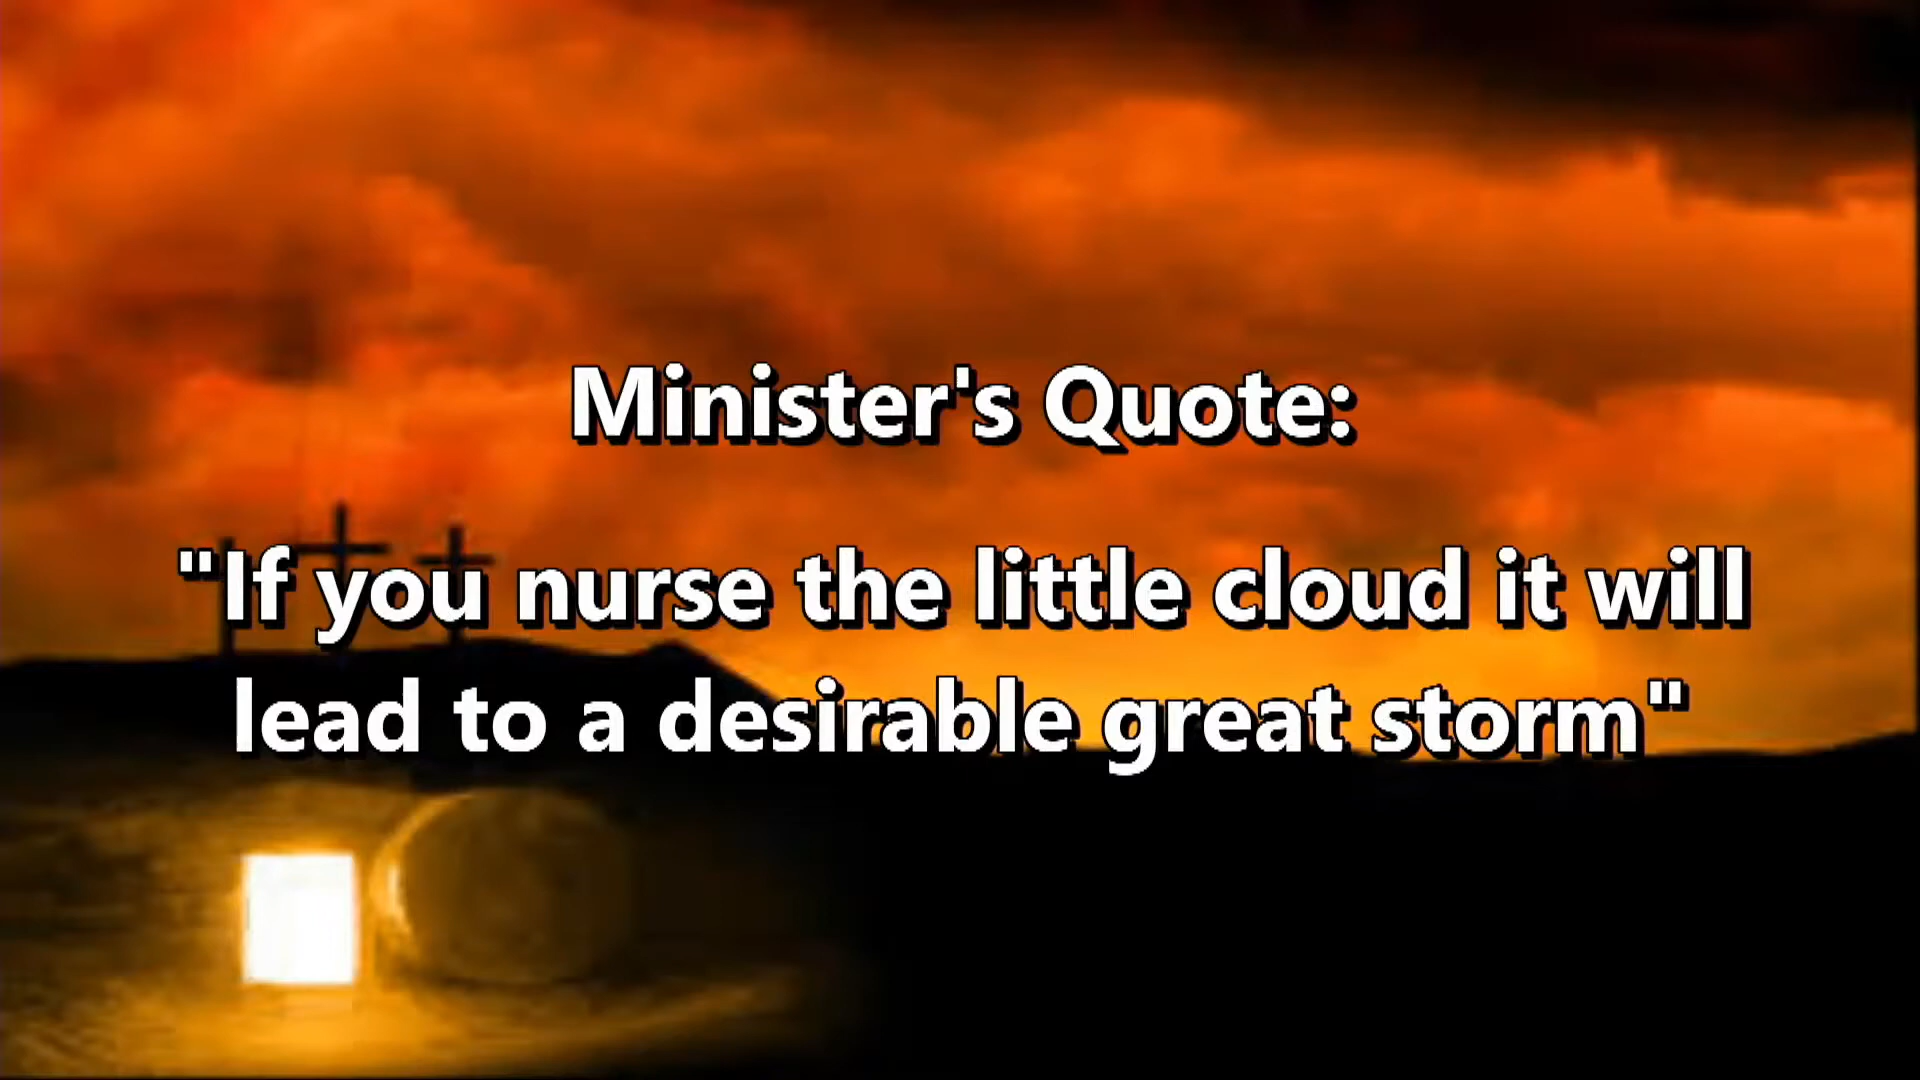 Minister's Quote:
"If you nurse the little cloud it will
lead to a desirable great storm"